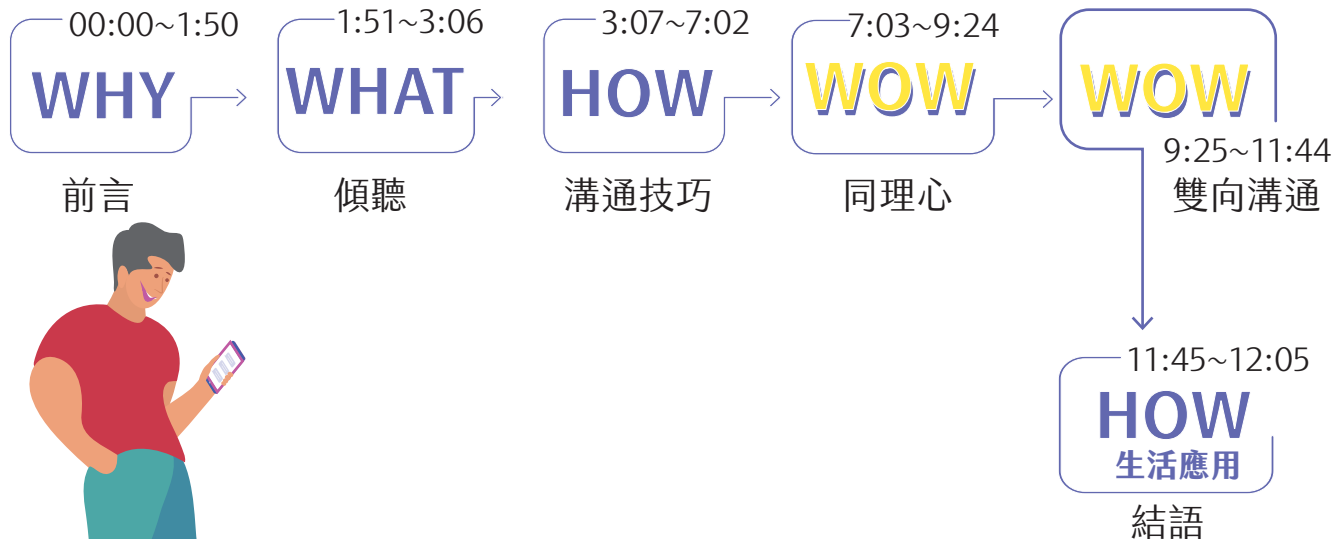 00:00~1:50
WHY
前言
1:51~3:06
WHAT
傾聽
3:07~7:02
HOW
溝通技巧
7:03~9:24
WOW
同理心
WOW
9:25~11:44
雙向溝通
11:45~12:05
HOW
生活應用
結語